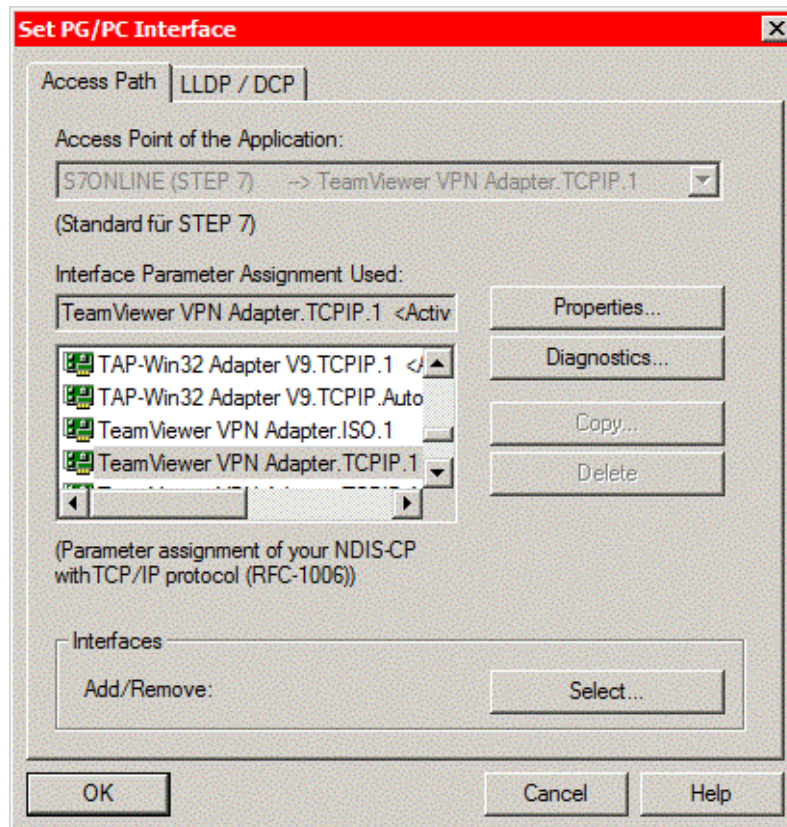 Set PG/PC Interface
Access Path
LLDP / DCP
Access Point of the Application:
S7ONLINE (STEP 7) --> TeamViewer VPN Adapter.TCPIP.1
(Standard für STEP 7)
Interface Parameter Assignment Used:
TeamViewer VPN Adapter.TCPIP.1 <Activ
Properties...
Diagnostics...
TAP-Win32 Adapter V9.TCPIP.1 <A
TAP-Win32 Adapter V9.TCPIP.Auto
TeamViewer VPN Adapter.ISO.1
TeamViewer VPN Adapter.TCPIP.1
Copy...
Delete
(Parameter assignment of your NDIS-CP
with TCP/IP protocol (RFC-1006))
Interfaces
Add/Remove:
Select...
OK
Cancel
Help